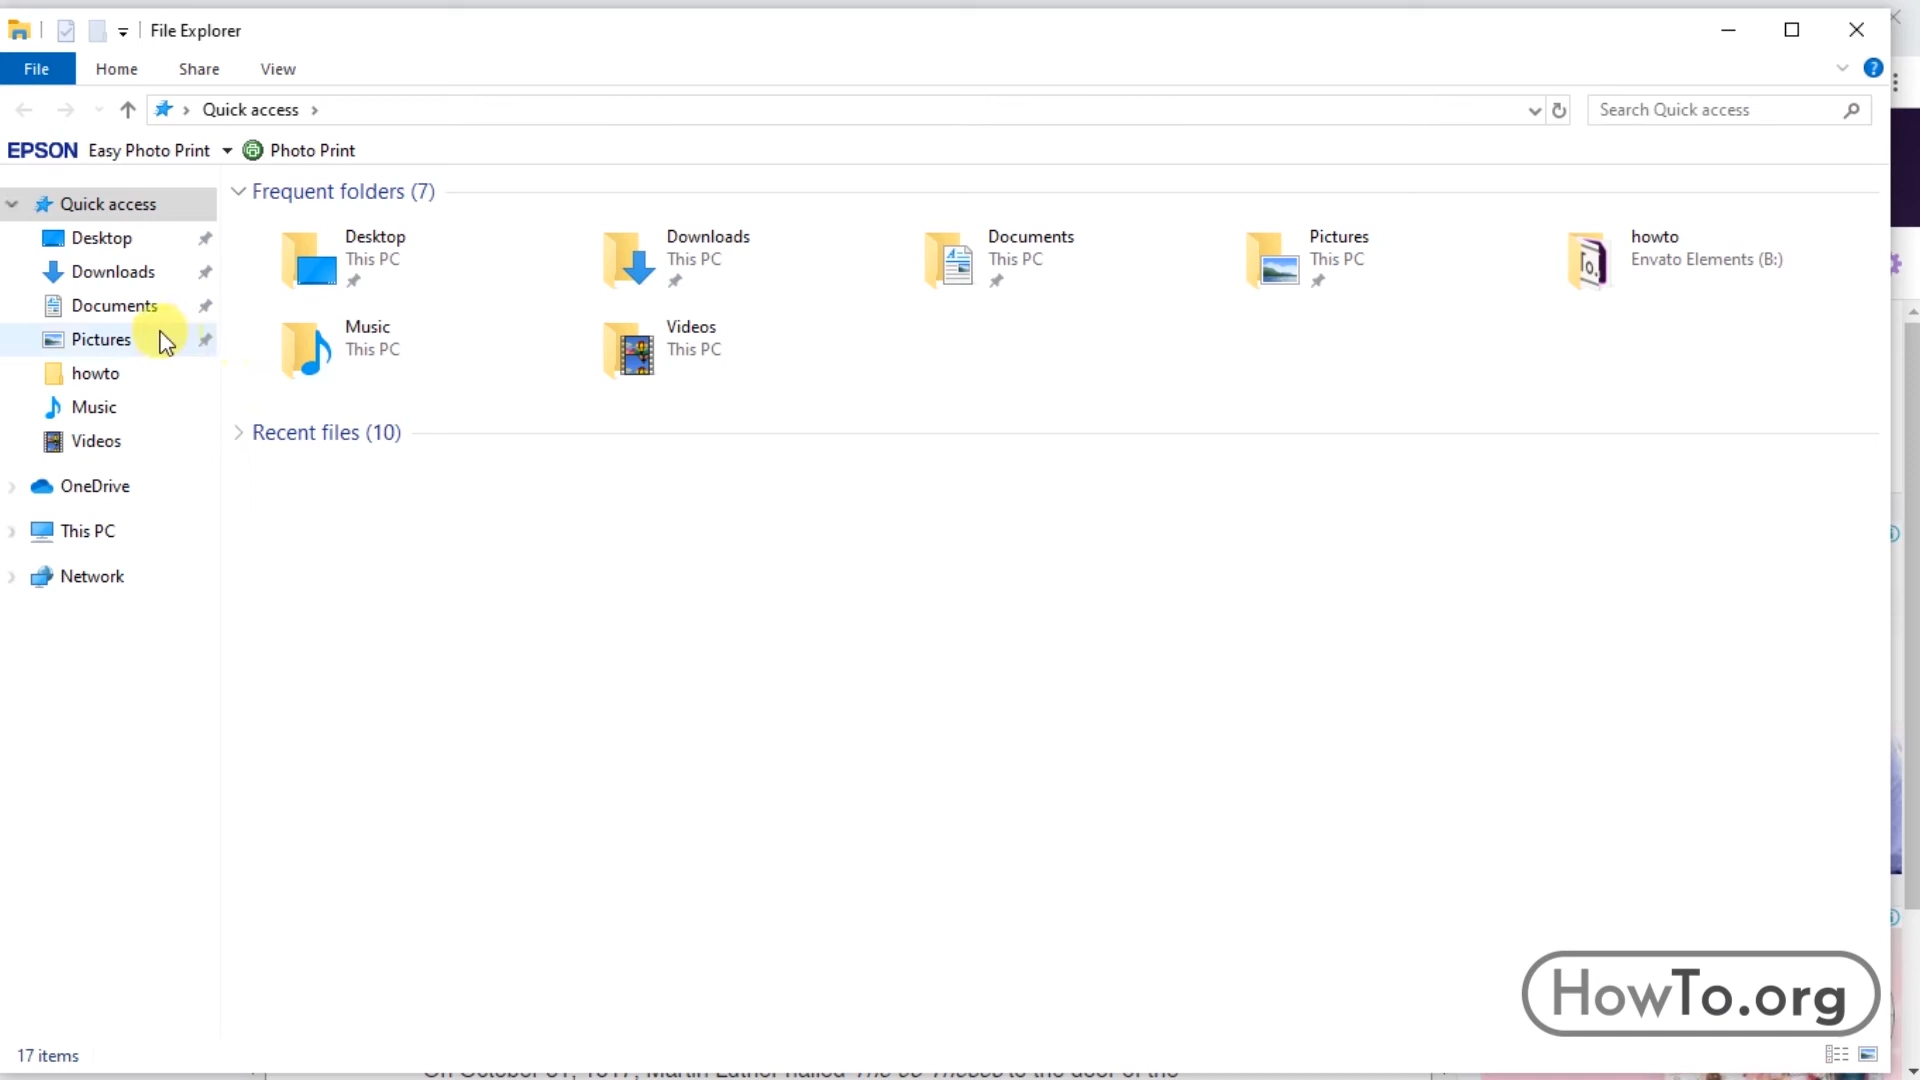 File Explorer
File Home Share View
Quick access
Search Quick access
EPSON Easy Photo Print Photo Print
Quick access
Desktop
Downloads
Documents
Pictures
howto
Music
Videos
OneDrive
This PC
Network
Frequent folders (7)
Desktop
This PC
Downloads
This PC
Documents
This PC
Pictures
This PC
howto
Envato Elements (B:)
Music
This PC
Videos
This PC
Recent files (10)
HowTo.org
17 items